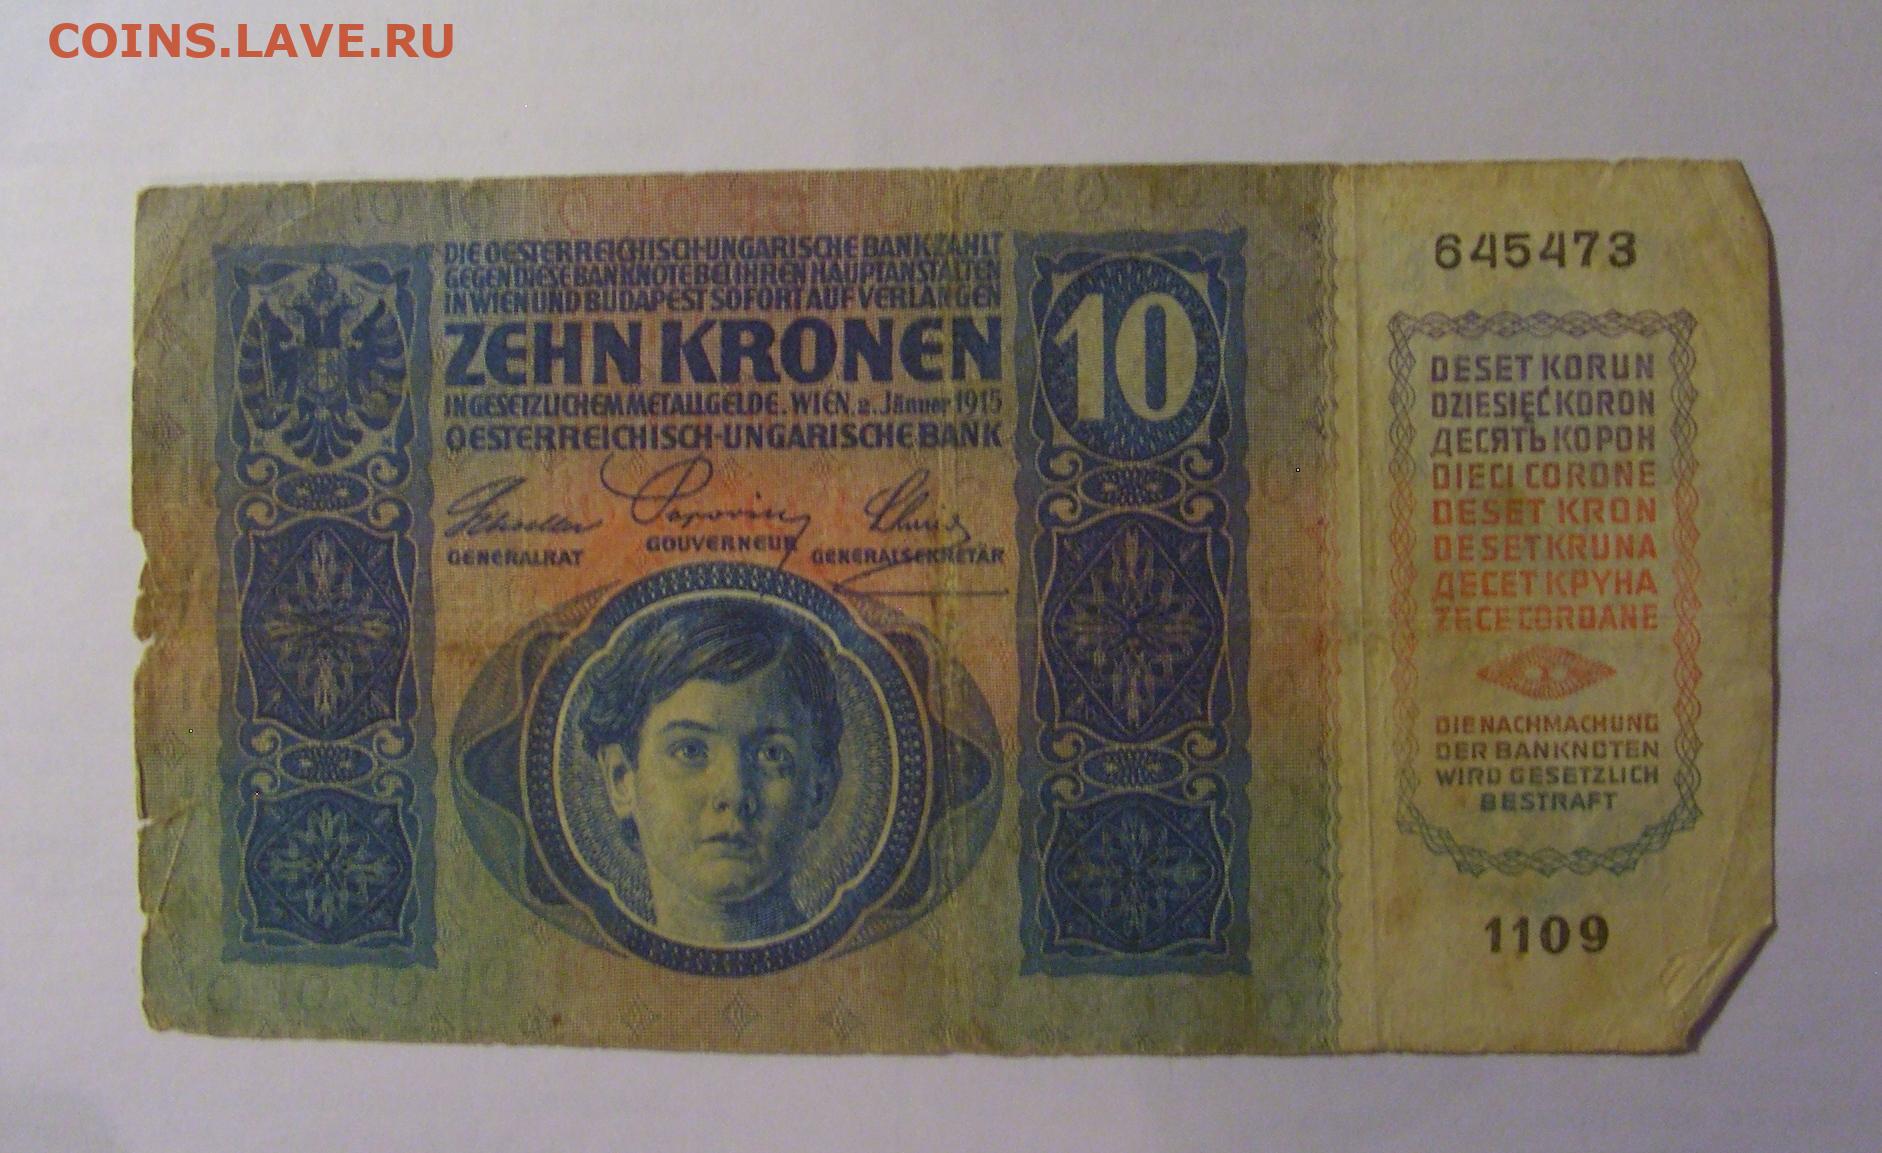 COINS.LAVE.RU
DIE OESTERREICHISCH-UNGARISCHE BANK ZAHLT
GEGEN DIESE BANKNOTE BEI IHREN HAUPTANSTALTEN
IN WIEN UND BUDAPEST SOFORT AUF VERLANGEN
ZEHN KRONEN
IN GESETZLICHEM METALLGELDE. WIEN, 2. Jänner 1915
OESTERREICHISCH-UNGARISCHE BANK
GENERALRAT
GOUVERNEUR
GENERALSEKRETÄR
10
645473
DESET KORUN
DZIESIĘĆ KORON
ДЕСЯТЬ КОРОН
DIECI CORONE
DESET KRON
DESET KRUNA
ДЕСЕТ КРУНА
ZECE COROANE
DIE NACHMACHUNG
DER BANKNOTEN
WIRD GESETZLICH
BESTRAFT
1109